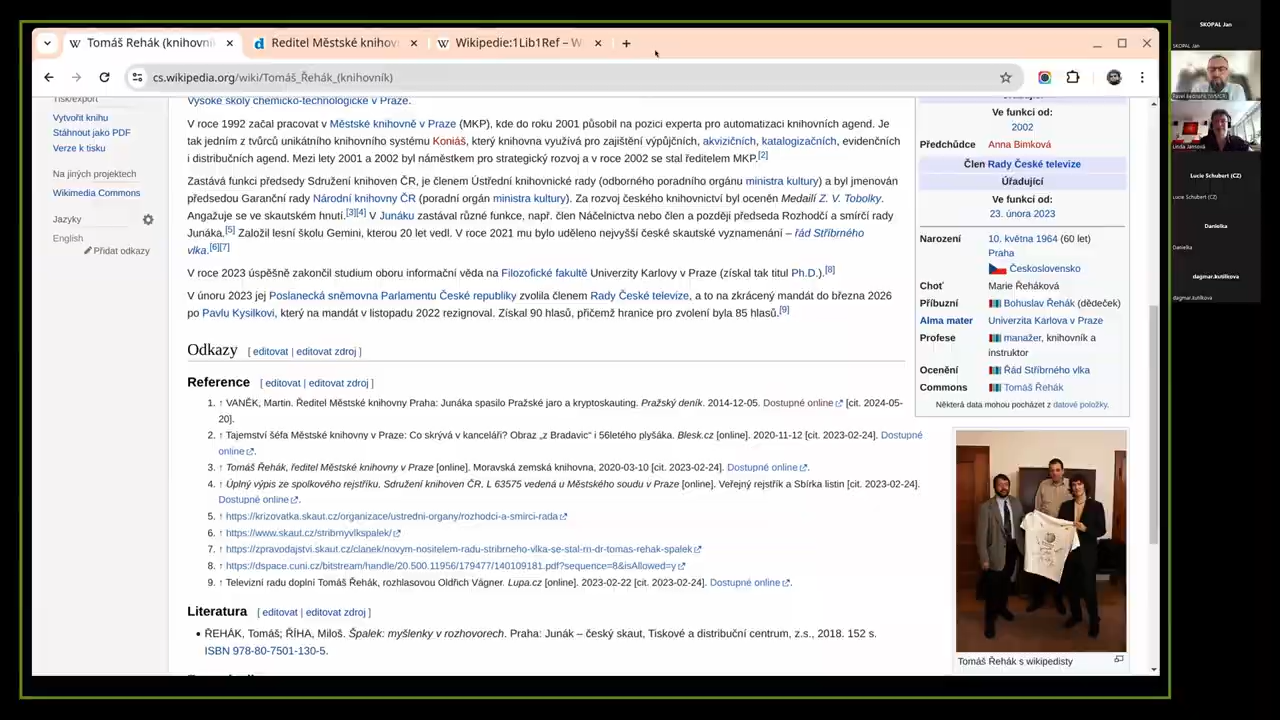 Tomáš Řehák (knihovní
Reditel Městské knihov
Wikipedie:1Lib1Ref – W
cs.wikipedia.org/wiki/Tomáš_Řehák_(knihovník)
Tisk/export
Vytvořit knihu
Stáhnout jako PDF
Verze k tisku
Na jiných projektech
Wikimedia Commons
Jazyky
English
Přidat odkazy
Vysoké školy chemicko-technologické v Praze.
V roce 1992 začal pracovat v Městské knihovně v Praze (MKP), kde do roku 2001 působil na pozici experta pro automatizaci knihovních agend. Je
tak jedním z tvůrců unikátního knihovního systému Koniáš, který knihovna využívá pro zajištění výpůjčních, akvizičních, katalogizačních, evidenčních
i distribučních agend. Mezi lety 2001 a 2002 byl náměstkem pro strategický rozvoj a v roce 2002 se stal ředitelem MKP.[2]
Zastává funkci předsedy Sdružení knihoven ČR, je členem Ústřední knihovnické rady (odborného poradního orgánu ministra kultury) a byl jmenován
předsedou Garanční rady Národní knihovny ČR (poradní orgán ministra kultury). Za rozvoj českého knihovnictví byl oceněn Medailí Z. V. Tobolky.
Angažuje se ve skautském hnutí.[3][4] V Junáku zastával různé funkce, např. člen Náčelnictva nebo člen a později předseda Rozhodčí a smírčí rady
Junáka.[5] Založil lesní školu Gemini, kterou 20 let vedl. V roce 2021 mu bylo uděleno nejvyšší české skautské vyznamenání – řád Stříbrného
vlka.[6][7]
V roce 2023 úspěšně zakončil studium oboru informační věda na Filozofické fakultě Univerzity Karlovy v Praze (získal tak titul Ph.D.).[8]
V únoru 2023 jej Poslanecká sněmovna Parlamentu České republiky zvolila členem Rady České televize, a to na zkrácený mandát do března 2026
po Pavlu Kysilkovi, který na mandát v listopadu 2022 rezignoval. Získal 90 hlasů, přičemž hranice pro zvolení byla 85 hlasů.[9]
Odkazy [ editovat | editovat zdroj ]
Reference [ editovat | editovat zdroj ]
1. ↑ VANĚK, Martin. Ředitel Městské knihovny Praha: Junáka spasilo Pražské jaro a kryptoskauting. Pražský deník. 2014-12-05. Dostupné online. [cit. 2024-05-
20].
2. ↑ Tajemství šéfa Městské knihovny v Praze: Co skrývá v kanceláři? Obraz „z Bradavic“ i 56letého plyšáka. Blesk.cz [online]. 2020-11-12 [cit. 2023-02-24]. Dostupné
online.
3. ↑ Tomáš Řehák, ředitel Městské knihovny v Praze [online]. Moravská zemská knihovna, 2020-03-10 [cit. 2023-02-24]. Dostupné online.
4. ↑ Úplný výpis ze spolkového rejstříku, Sdružení knihoven ČR, L 63575 vedená u Městského soudu v Praze [online]. Veřejný rejstřík a Sbírka listin [cit. 2023-02-24].
Dostupné online.
5. ↑ https://krizovatka.skaut.cz/organizace/ustredni-organy/rozhodci-a-smirci-rada
6. ↑ https://www.skaut.cz/stribrnyvlkspalek/
7. ↑ https://zpravodajstvi.skaut.cz/clanek/novym-nositelem-radu-stribrneho-vlka-se-stal-rn-dr-tomas-rehak-spalek
8. ↑ https://dspace.cuni.cz/bitstream/handle/20.500.11956/179477/140109181.pdf?sequence=8&isAllowed=y
9. ↑ Televizní radu doplní Tomáš Řehák, rozhlasovou Oldřich Vágner. Lupa.cz [online]. 2023-02-22 [cit. 2023-02-24]. Dostupné online.
Literatura [ editovat | editovat zdroj ]
• ŘEHÁK, Tomáš; ŘÍHA, Miloš. Špalek: myšlenky v rozhovorech. Praha: Junák – český skaut, Tiskové a distribuční centrum, z.s., 2018. 152 s.
ISBN 978-80-7501-130-5.
Ve funkci od:
2002
Předchůdce Anna Bimková
Člen Rady České televize
Úřadující
Ve funkci od:
23. února 2023
Narození 10. května 1964 (60 let)
Praha
Československo
Choť Marie Řeháková
Příbuzní Bohuslav Řehák (dědeček)
Alma mater Univerzita Karlova v Praze
Profese manažer, knihovník a
instruktor
Ocenění Řád Stříbrného vlka
Commons Tomáš Řehák
Některá data mohou pocházet z datové položky.
Tomáš Řehák s wikipedisty
SKOPAL Jan
SKOPAL Jan
Linda Jansová
Lucie Schubert (CZ)
Lucie Schubert (CZ)
Danielka
Danielka
dagmar.kutilkova
dagmar.kutilkova